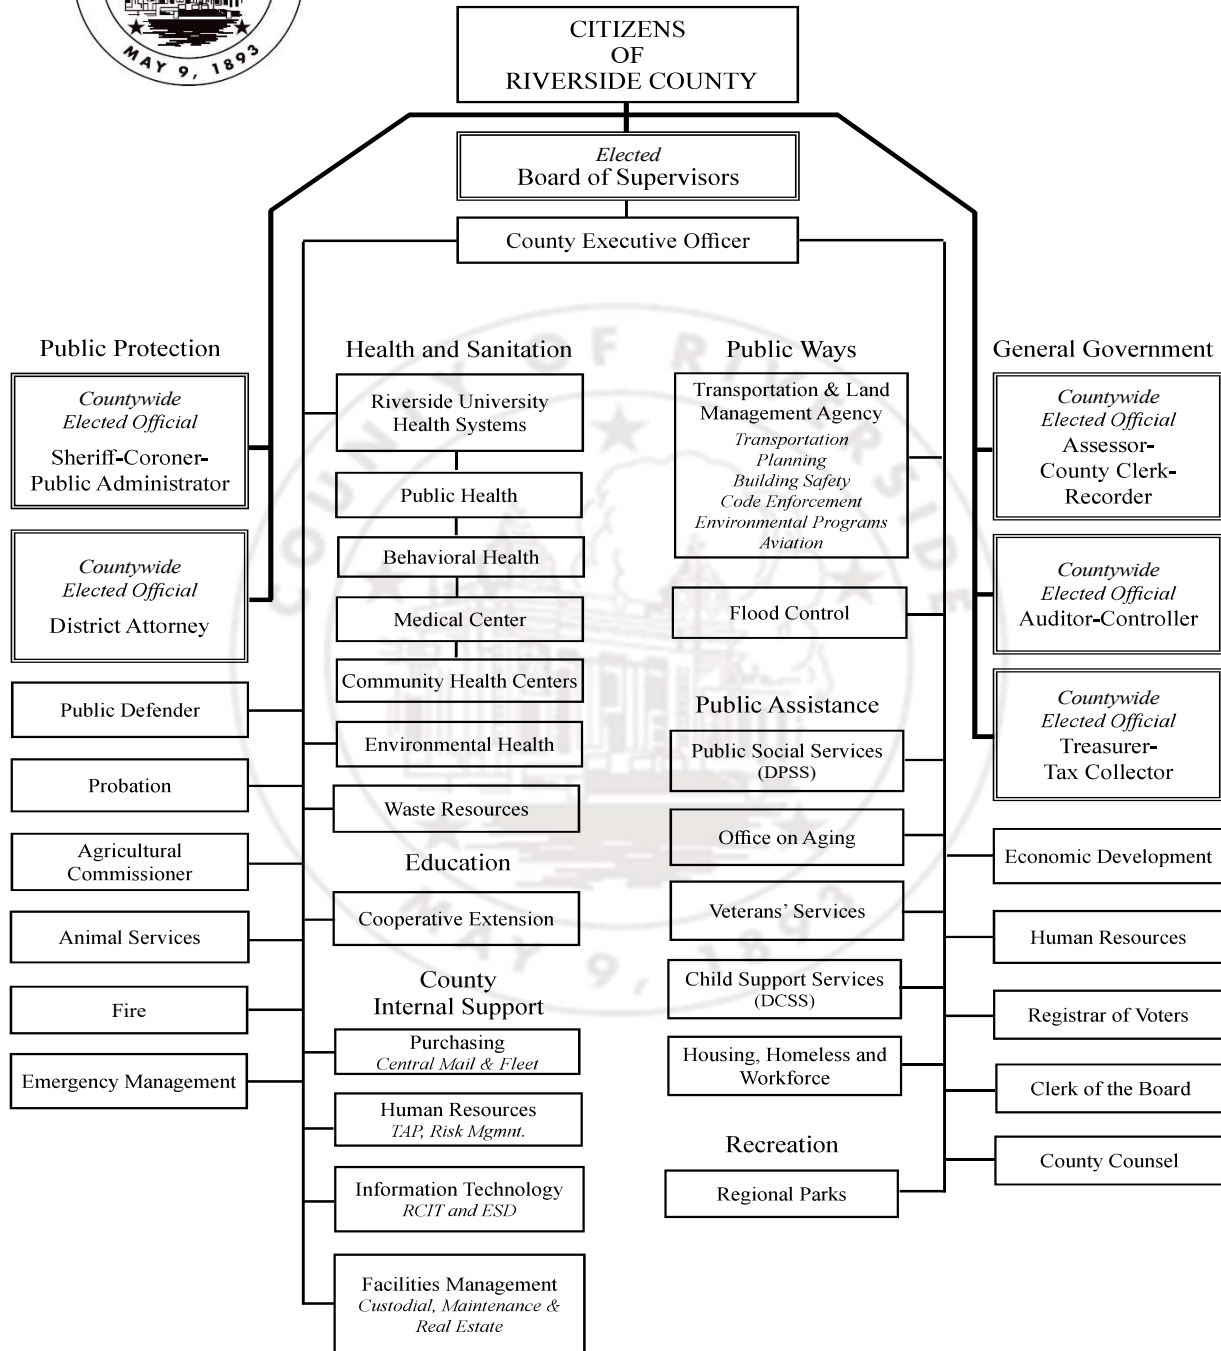 MAY 9, 1893
CITIZENS
OF
RIVERSIDE COUNTY
Elected
Board of Supervisors
County Executive Officer
COUNTY OF RIVERSIDE
MAY 9, 1893
Public Protection
Countywide
Elected Official
Sheriff-Coroner-
Public Administrator
Countywide
Elected Official
District Attorney
Public Defender
Probation
Agricultural
Commissioner
Animal Services
Fire
Emergency Management
Health and Sanitation
Riverside University
Health Systems
Public Health
Behavioral Health
Medical Center
Community Health Centers
Environmental Health
Waste Resources
Education
Cooperative Extension
County
Internal Support
Purchasing
Central Mail & Fleet
Human Resources
TAP, Risk Mgmnt.
Information Technology
RCIT and ESD
Facilities Management
Custodial, Maintenance &
Real Estate
Public Ways
Transportation & Land
Management Agency
Transportation
Planning
Building Safety
Code Enforcement
Environmental Programs
Aviation
Flood Control
Public Assistance
Public Social Services
(DPSS)
Office on Aging
Veterans’ Services
Child Support Services
(DCSS)
Housing, Homeless and
Workforce
Recreation
Regional Parks
General Government
Countywide
Elected Official
Assessor-
County Clerk-
Recorder
Countywide
Elected Official
Auditor-Controller
Countywide
Elected Official
Treasurer-
Tax Collector
Economic Development
Human Resources
Registrar of Voters
Clerk of the Board
County Counsel